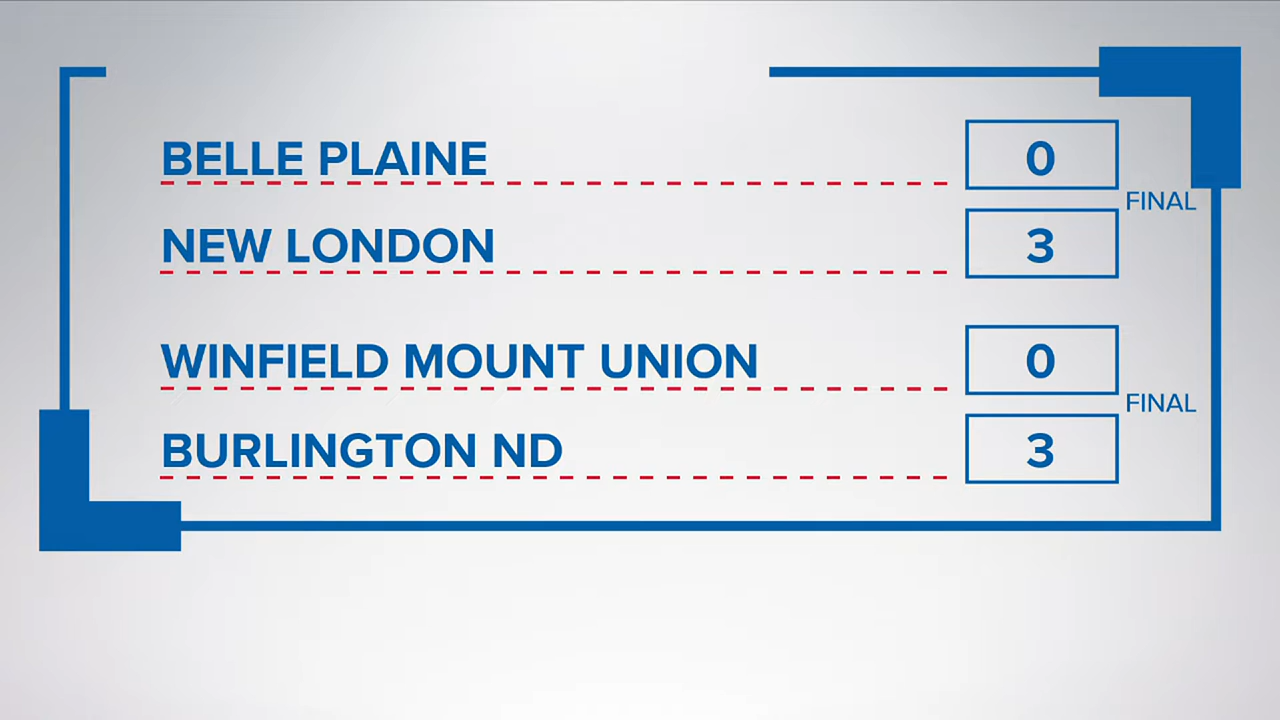 BELLE PLAINE 0
FINAL
NEW LONDON 3
WINFIELD MOUNT UNION 0
FINAL
BURLINGTON ND 3